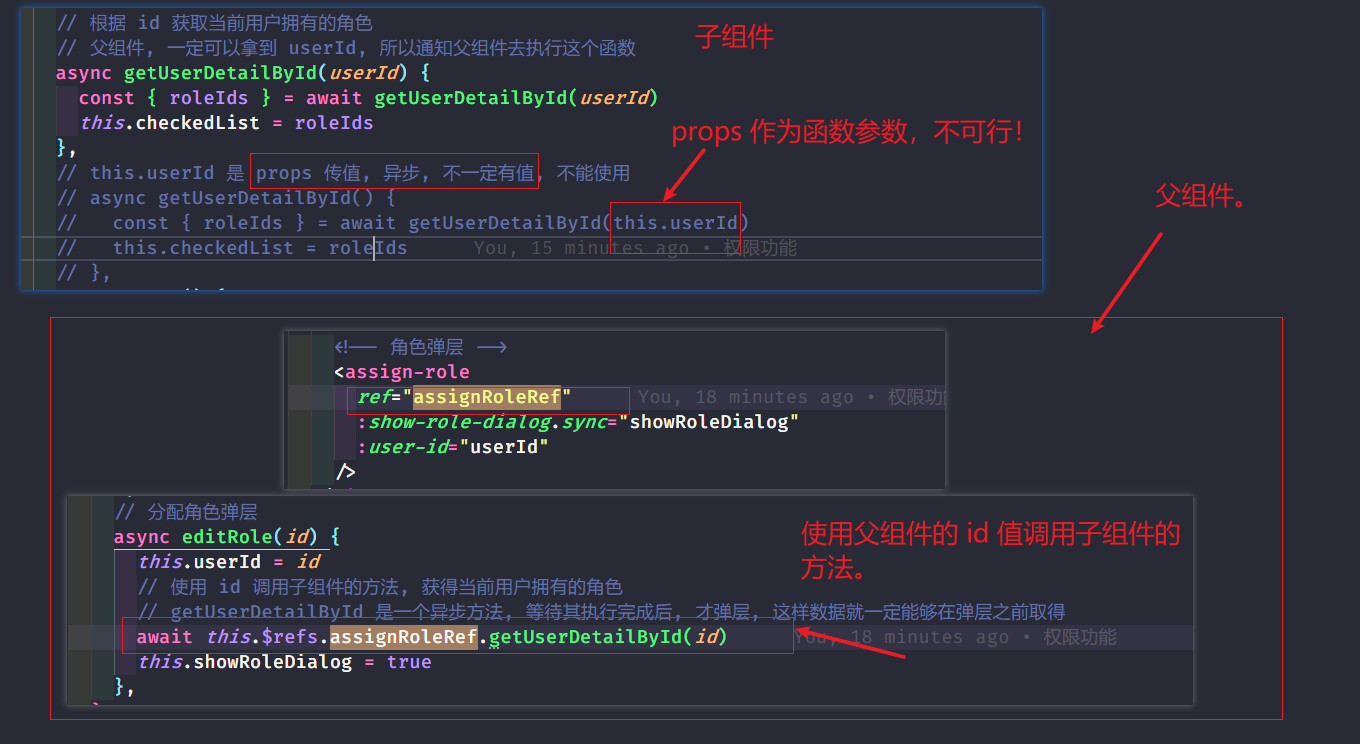 // 根据 id 获取当前用户拥有的角色
子组件
// 父组件, 一定可以拿到 userId, 所以通知父组件去执行这个函数
async getUserDetailById(userId) {
const { roleIds } = await getUserDetailById(userId)
this.checkedList = roleIds
props 作为函数参数，不可行！
},
// this.userId 是 props 传值, 异步, 不一定有值, 不能使用
// async getUserDetailById() {
父组件。
// const { roleIds } = await getUserDetailById(this.userId)
// this.checkedList = roleIds You, 15 minutes ago • 权限功能
// },
<!-- 角色弹层 -->
<assign-role
ref="assignRoleRef" You, 18 minutes ago • 权限功
:show-role-dialog.sync="showRoleDialog"
:user-id="userId"
/>
// 分配角色弹层
async editRole(id) {
使用父组件的 id 值调用子组件的
方法。
this.userId = id
// 使用 id 调用子组件的方法, 获得当前用户拥有的角色
// getUserDetailById 是一个异步方法, 等待其执行完成后, 才弹层, 这样数据就一定能够在弹层之前取得
await this.$refs.assignRoleRef.getUserDetailById(id) You, 18 minutes ago • 权限功能
this.showRoleDialog = true
},